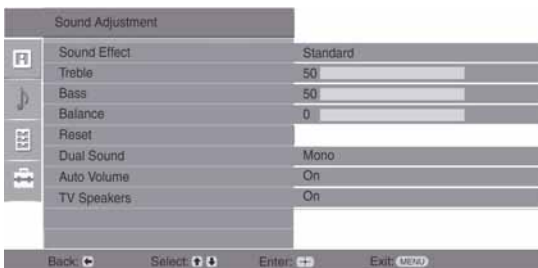 Sound Adjustment
Sound Effect Standard
Treble 50
Bass 50
Balance 0
Reset
Dual Sound Mono
Auto Volume On
TV Speakers On
Back: Select: Enter: Exit: MENU